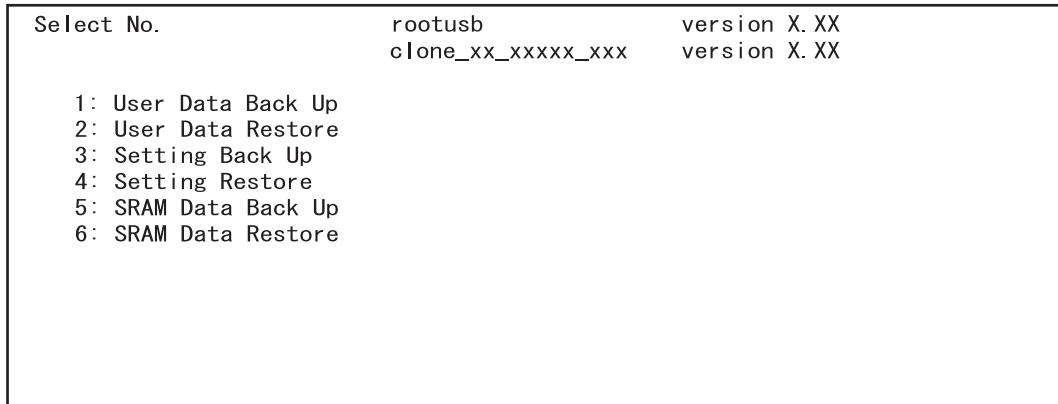 Select No. rootusb version X.XX
clone_xx_xxxxx_xxx version X.XX
1: User Data Back Up
2: User Data Restore
3: Setting Back Up
4: Setting Restore
5: SRAM Data Back Up
6: SRAM Data Restore